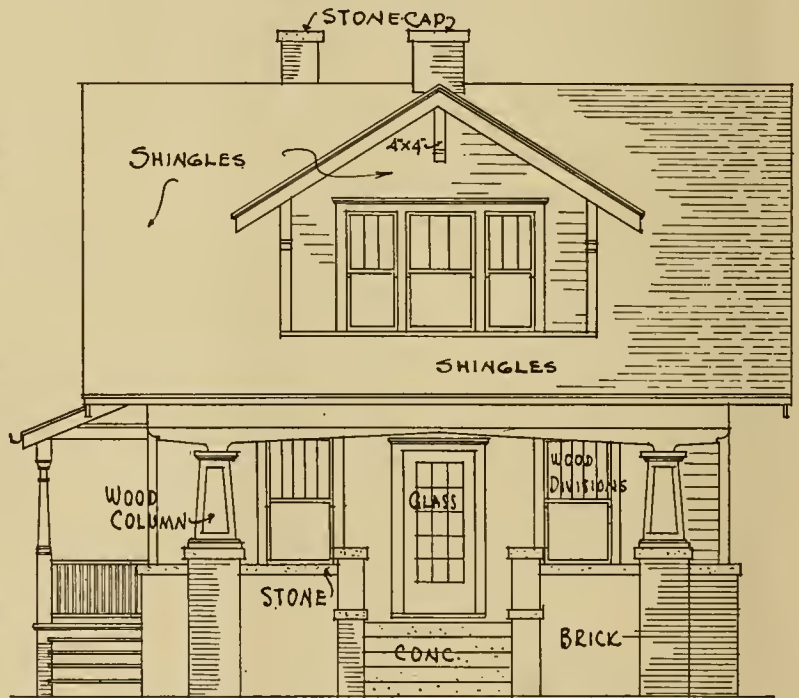 STONE CAP
4"x4"
SHINGLES
SHINGLES
WOOD
COLUMN
GLASS
WOOD
DIVISIONS
STONE
CONC.
BRICK